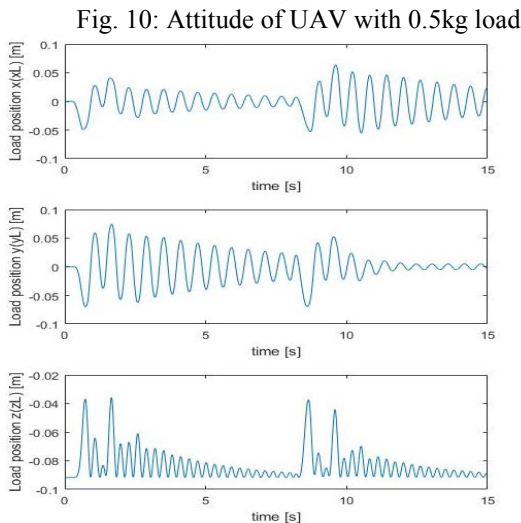 Fig. 10: Attitude of UAV with 0.5kg load
0.1
0.05
0
-0.05
-0.1
Load position x(xL) [m]
0 5 10 15
time [s]
0.1
0.05
0
-0.05
-0.1
Load position y(yL) [m]
0 5 10 15
time [s]
-0.02
-0.04
-0.06
-0.08
-0.1
Load position z(zL) [m]
0 5 10 15
time [s]